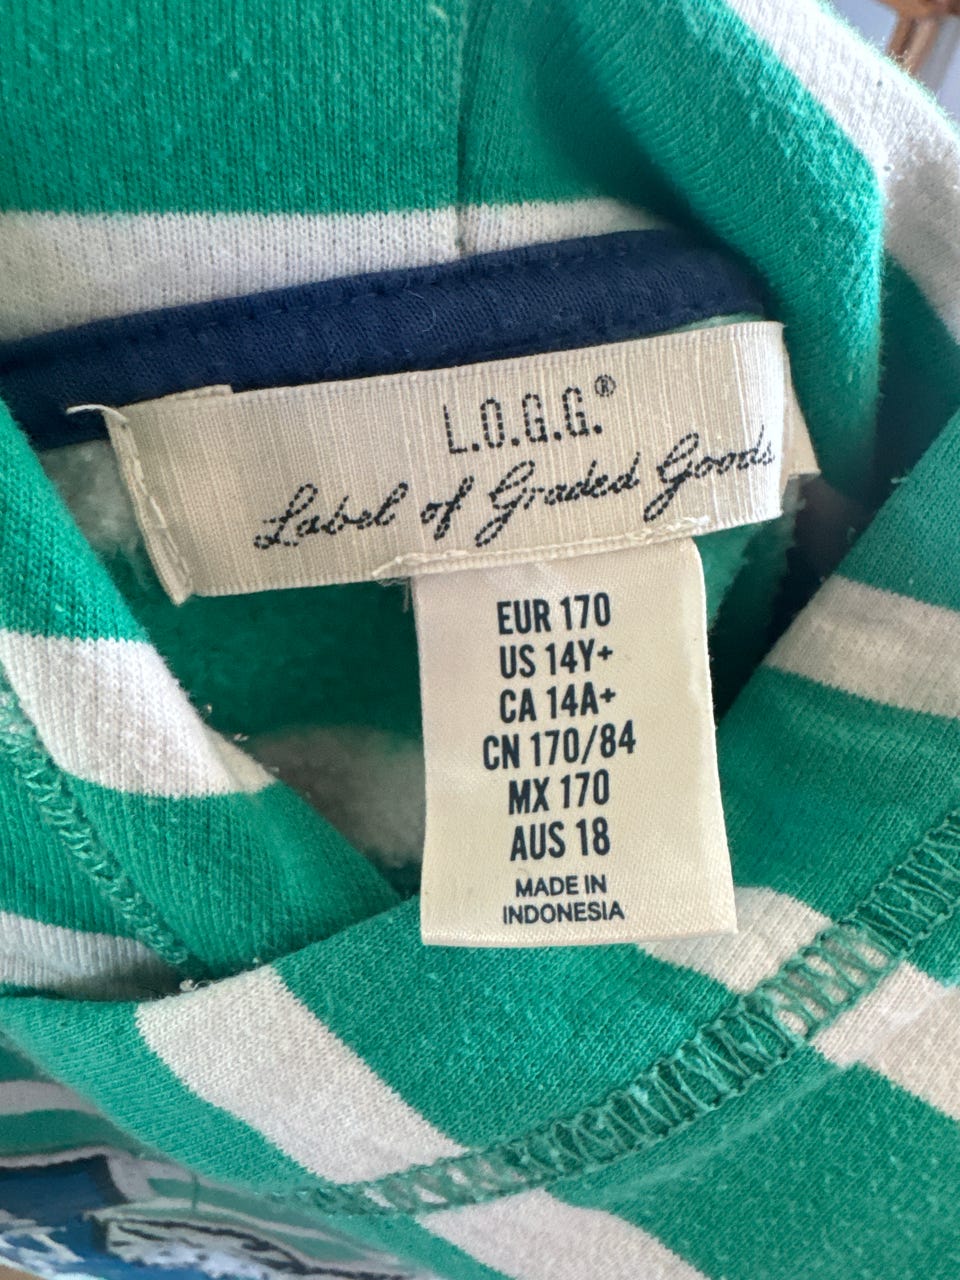 L.O.G.G.®
Label of Graded Goods
EUR 170
US 14Y+
CA 14A+
CN 170/84
MX 170
AUS 18
MADE IN
INDONESIA